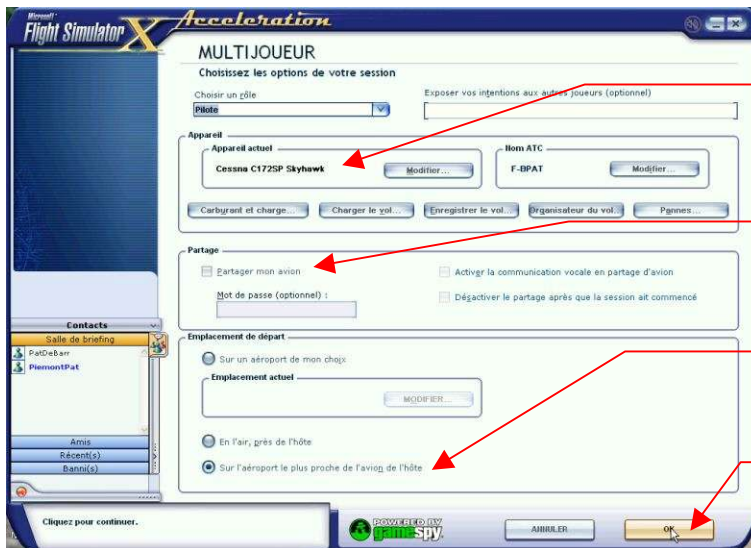 Microsoft
Flight Simulator X
Acceleration
MULTIJOUEUR
Choisissez les options de votre session
Choisir un rôle
Exposer vos intentions aux autres joueurs (optionnel)
Pilote
Appareil
Appareil actuel
Nom ATC
Cessna C172SP Skyhawk
Modifier...
F-BPAT
Modifier...
Carburant et charge...
Charger le vol...
Enregistrer le vol...
Organisateur du vol...
Pannes...
Partage
Partager mon avion
Activer la communication vocale en partage d'avion
Mot de passe (optionnel) :
Désactiver le partage après que la session ait commencé
Contacts
Salle de briefing
PatDeBarr
PiemontPat
Amis
Récent(s)
Banni(s)
Emplacement de départ
Sur un aéroport de mon choix
Emplacement actuel
MODIFIER...
En l'air, près de l'hôte
Sur l'aéroport le plus proche de l'avion de l'hôte
Cliquez pour continuer.
POWERED BY
gamespy.
ANNULER
OK